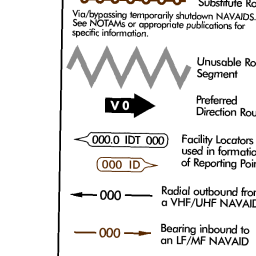 Substitute Ro
Via/bypassing temporarily shutdown NAVAIDS.
See NOTAMs or appropriate publications for
specific information.
Unusable Ro
Segment
V 0
Preferred
Direction Rou
000.0 IDT 000
000 ID
Facility Locators
used in formatio
of Reporting Poin
000
Radial outbound from
a VHF/UHF NAVAID
000
Bearing inbound to
an LF/MF NAVAID